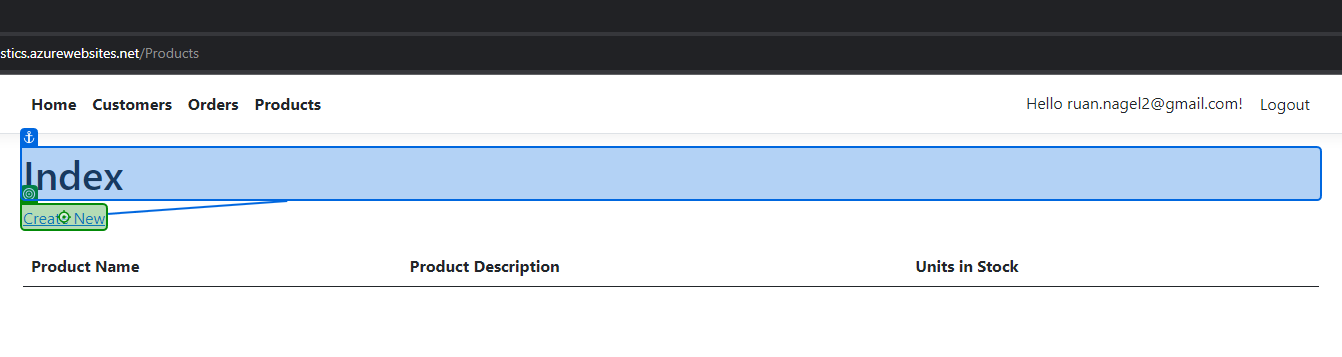 stics.azurewebsites.net/Products
Home Customers Orders Products Hello ruan.nagel2@gmail.com! Logout
Index
Create New
Product Name Product Description Units in Stock